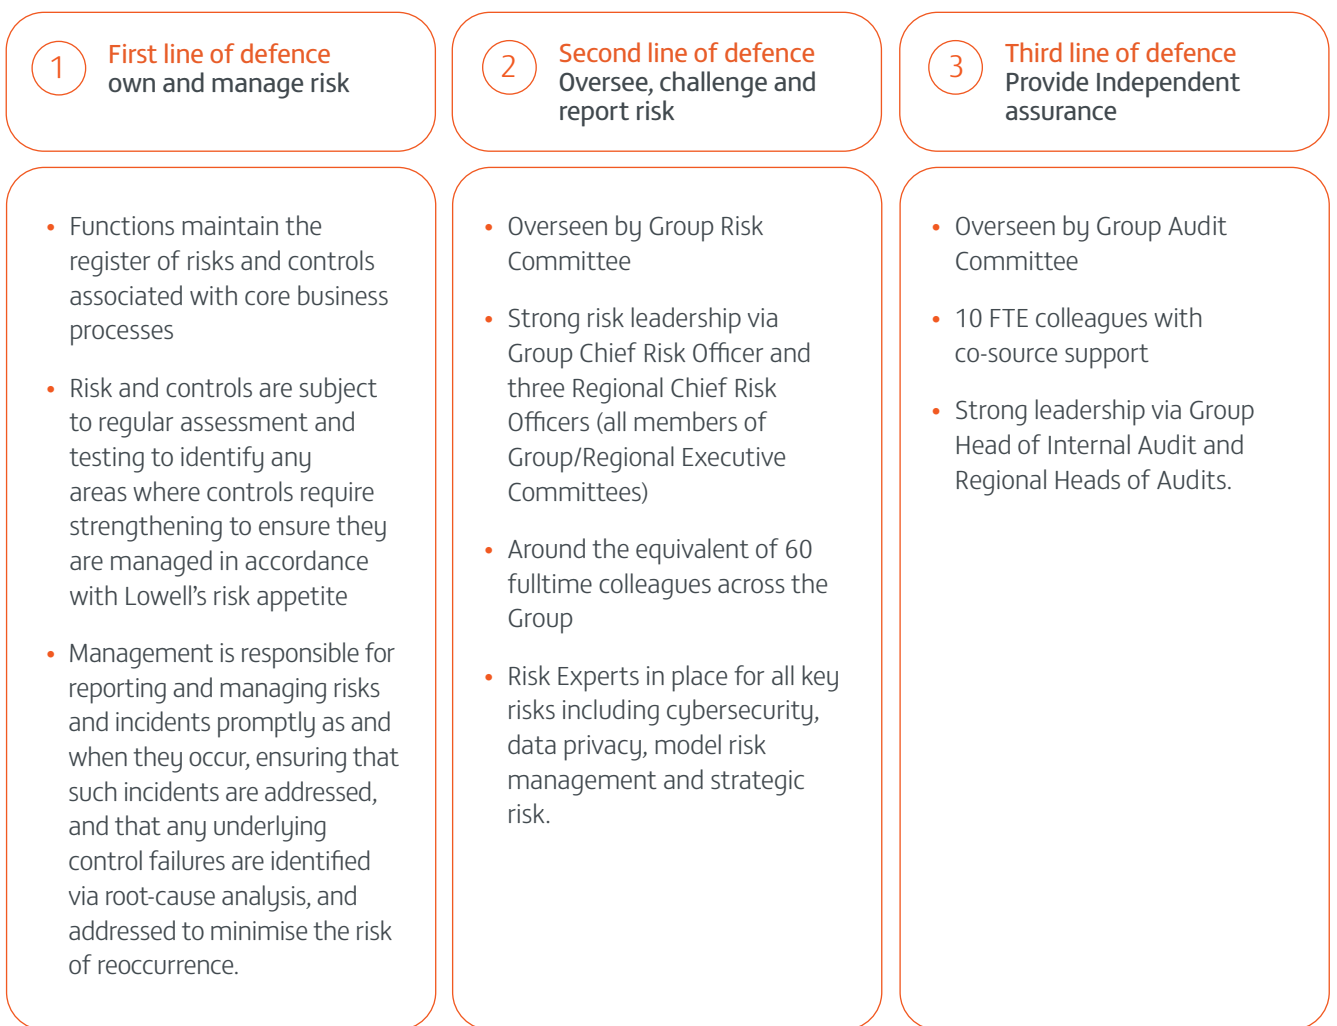 1
First line of defence
own and manage risk
• Functions maintain the
register of risks and controls
associated with core business
processes
• Risk and controls are subject
to regular assessment and
testing to identify any
areas where controls require
strengthening to ensure they
are managed in accordance
with Lowell’s risk appetite
• Management is responsible for
reporting and managing risks
and incidents promptly as and
when they occur, ensuring that
such incidents are addressed,
and that any underlying
control failures are identified
via root-cause analysis, and
addressed to minimise the risk
of reoccurrence.
2
Second line of defence
Oversee, challenge and
report risk
• Overseen by Group Risk
Committee
• Strong risk leadership via
Group Chief Risk Officer and
three Regional Chief Risk
Officers (all members of
Group/Regional Executive
Committees)
• Around the equivalent of 60
fulltime colleagues across the
Group
• Risk Experts in place for all key
risks including cybersecurity,
data privacy, model risk
management and strategic
risk.
3
Third line of defence
Provide Independent
assurance
• Overseen by Group Audit
Committee
• 10 FTE colleagues with
co-source support
• Strong leadership via Group
Head of Internal Audit and
Regional Heads of Audits.